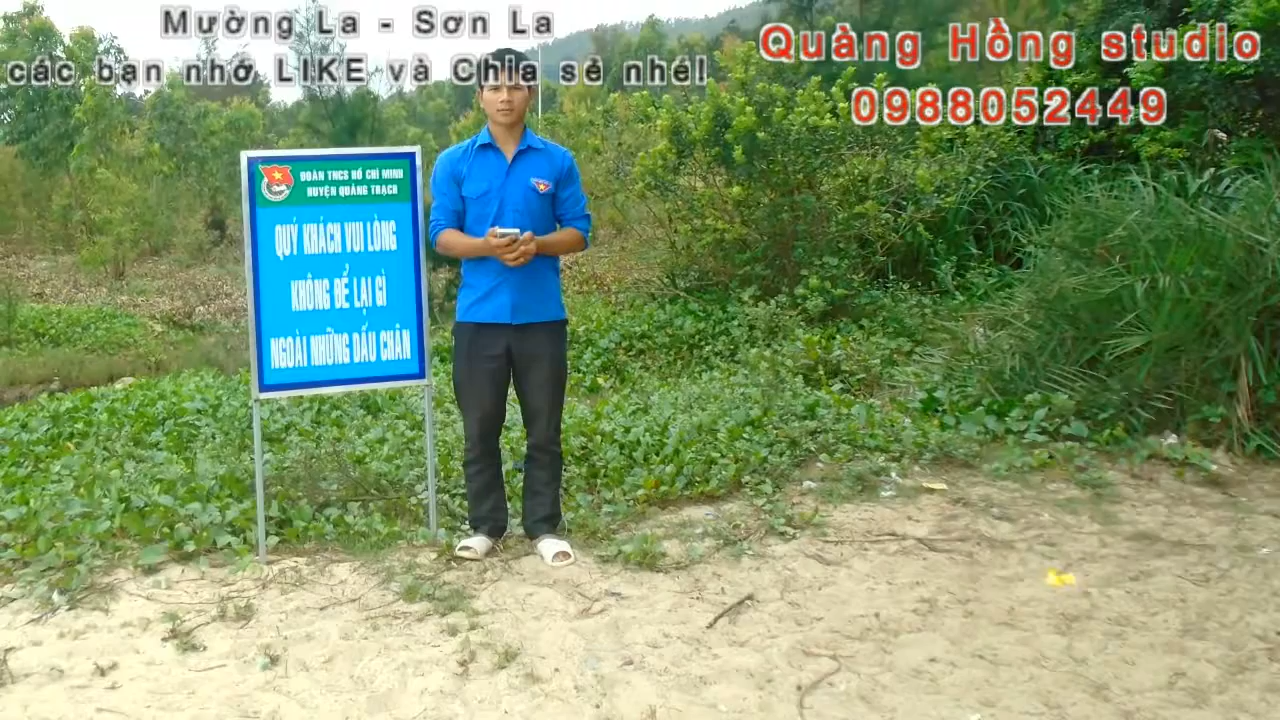 Mường La - Sơn La
các bạn nhớ LIKE và Chia sẻ nhé!
Quàng Hồng studio
0988052449
ĐOÀN TNCS HỒ CHÍ MINH
HUYỆN QUẢNG TRẠCH
QUÝ KHÁCH VUI LÒNG
KHÔNG ĐỂ LẠI GÌ
NGOÀI NHỮNG DẤU CHÂN